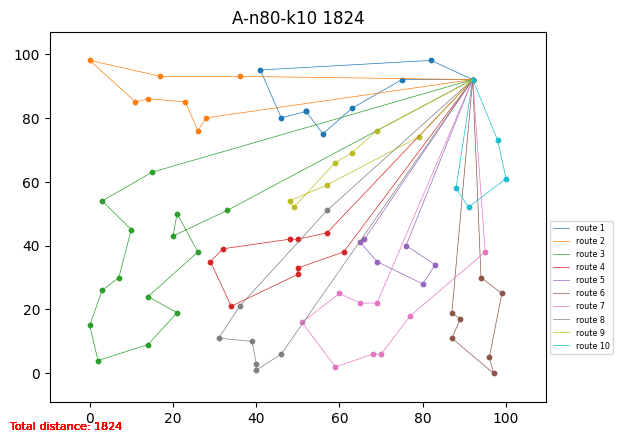 A-n80-k10 1824
100
80
60
40
20
0
0 20 40 60 80 100
route 1
route 2
route 3
route 4
route 5
route 6
route 7
route 8
route 9
route 10
Total distance: 1824